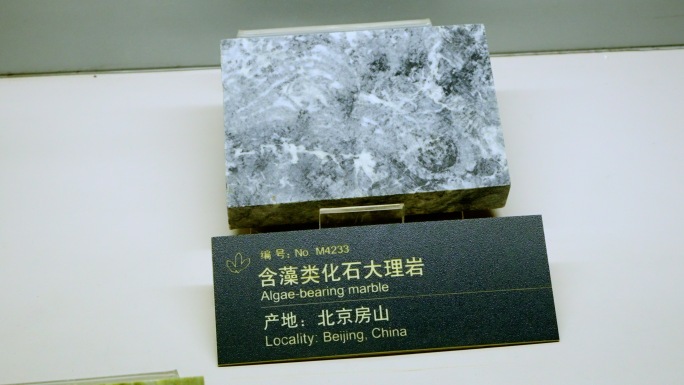 编 号: No M4233
含藻类化石大理岩
Algae-bearing marble
产地: 北京房山
Locality: Beijing, China